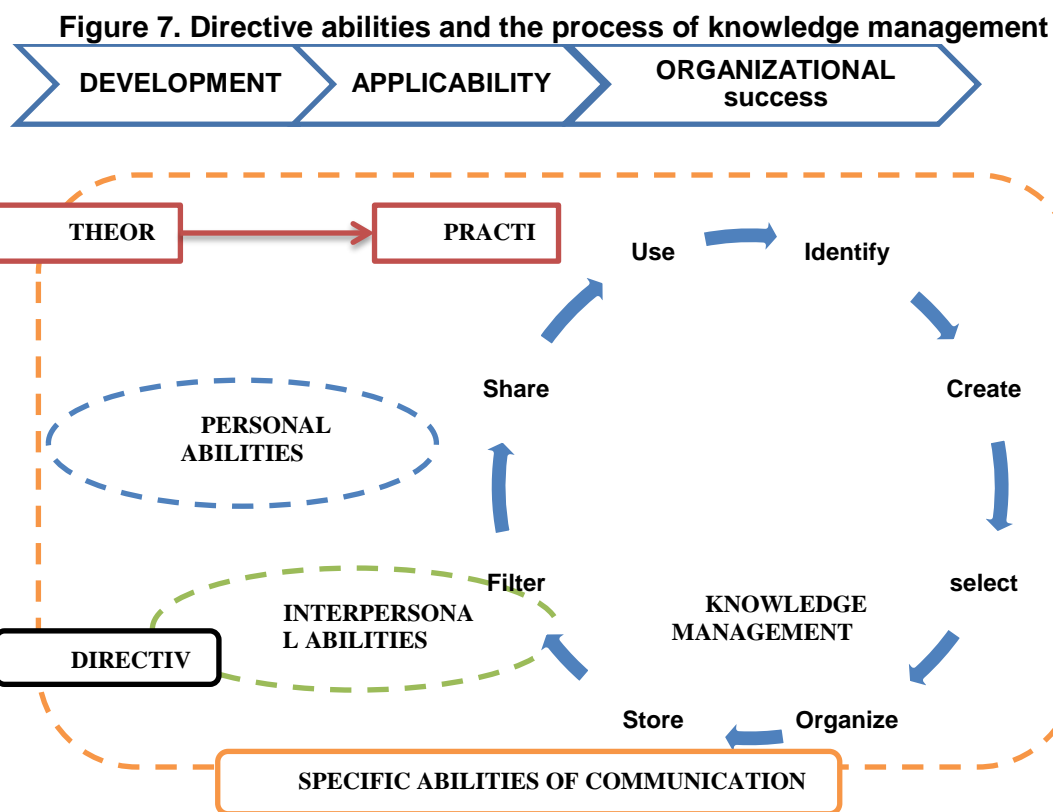 Figure 7. Directive abilities and the process of knowledge management
DEVELOPMENT
APPLICABILITY
ORGANIZATIONAL
success
THEOR
PRACTI
Use
Identify
Share
Create
PERSONAL
ABILITIES
Filter
select
INTERPERSONA
L ABILITIES
KNOWLEDGE
MANAGEMENT
DIRECTIV
Store
Organize
SPECIFIC ABILITIES OF COMMUNICATION